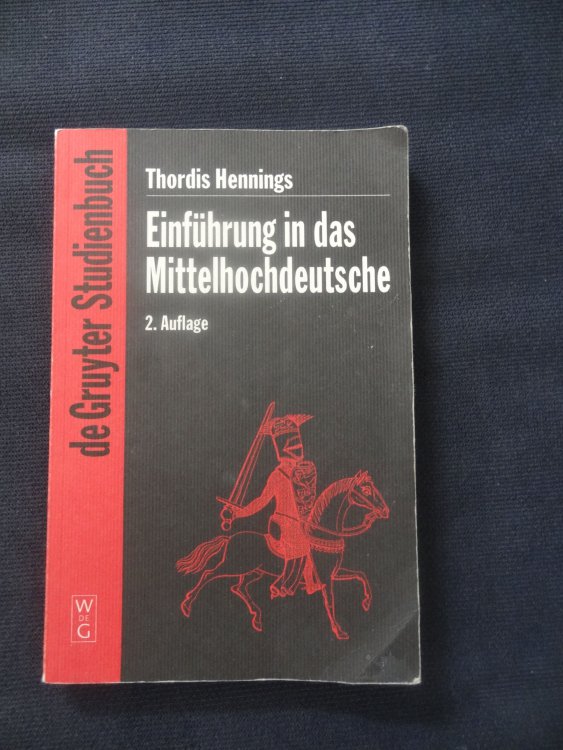 de Gruyter Studienbuch
Thordis Hennings
Einführung in das
Mittelhochdeutsche
2. Auflage
W
DE
G